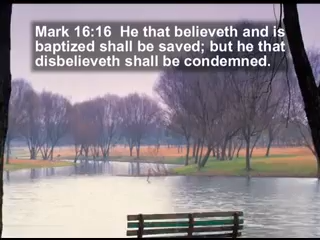 Mark 16:16  He that believeth and is
baptized shall be saved; but he that
disbelieveth shall be condemned.